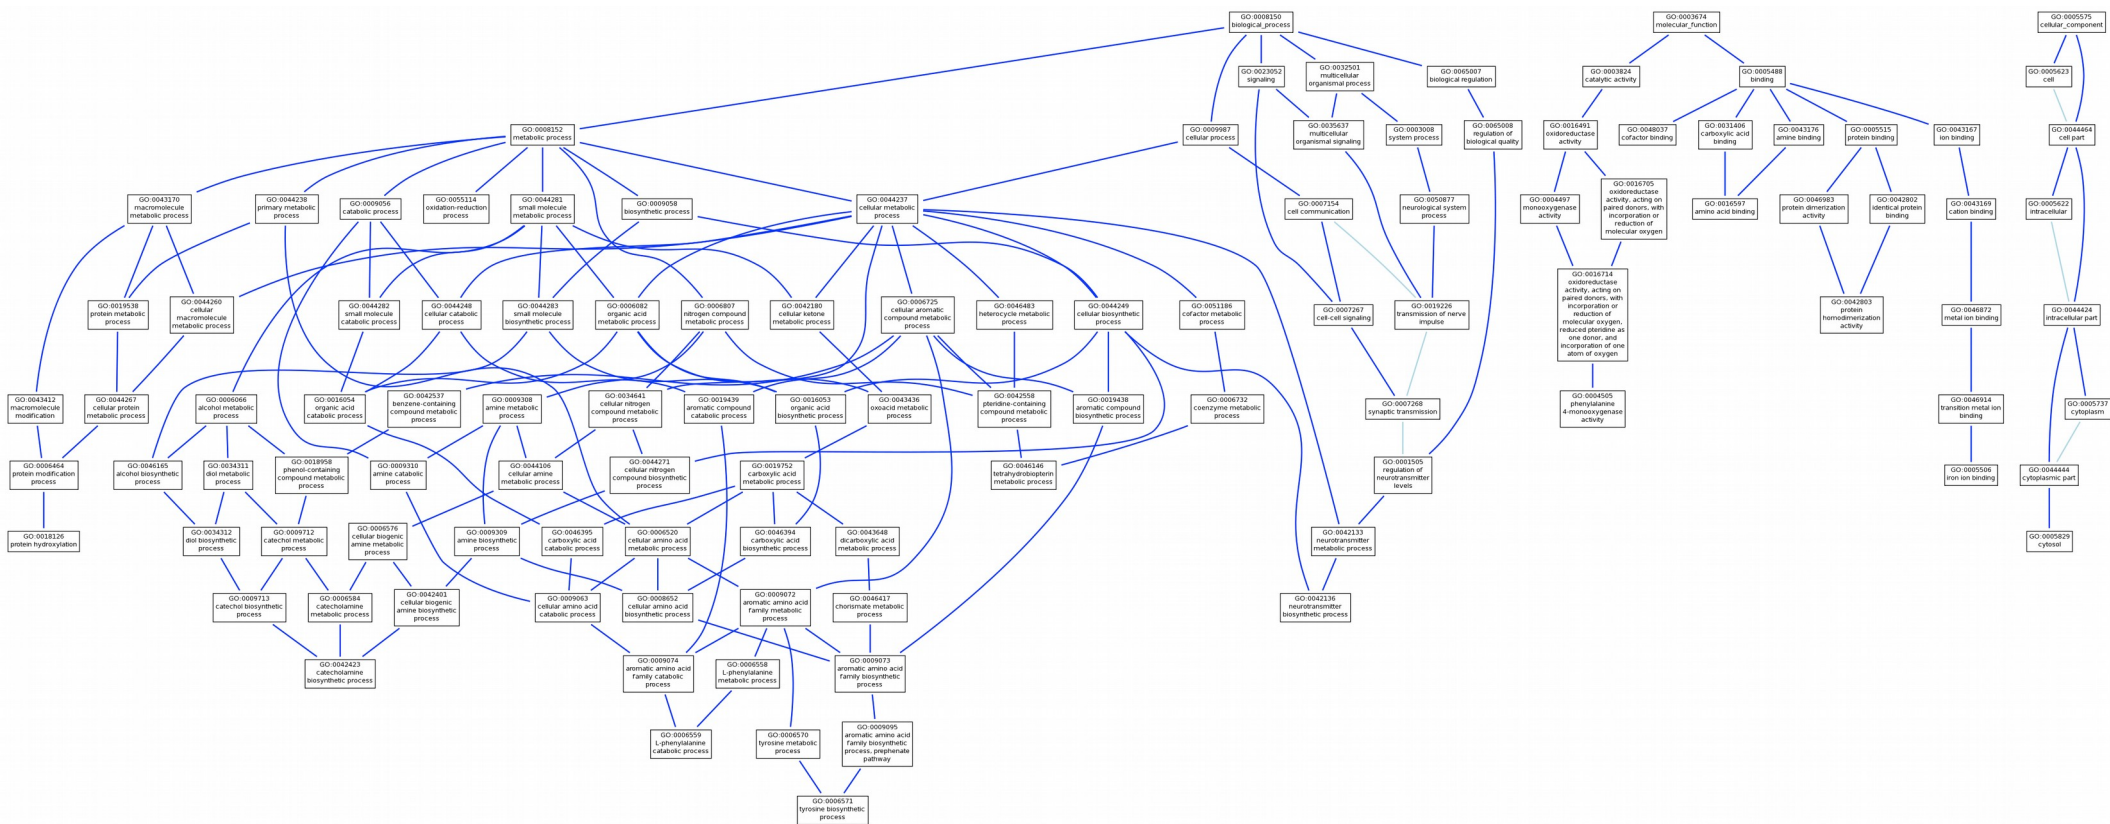 GO:0008150
biological_process
GO:0003674
molecular_function
GO:0005575
cellular_component
GO:0023052
signaling
GO:0032501
multicellular
organismal process
GO:0065007
biological regulation
GO:0003824
catalytic activity
GO:0005488
binding
GO:0005623
cell
GO:0008152
metabolic process
GO:0009987
cellular process
GO:0035637
multicellular
organismal signaling
GO:0003008
system process
GO:0065008
regulation of
biological quality
GO:0016491
oxidoreductase
activity
GO:0048037
cofactor binding
GO:0031406
carboxylic acid
binding
GO:0043176
amine binding
GO:0005515
protein binding
GO:0043167
ion binding
GO:0044464
cell part
GO:0043170
macromolecule
metabolic process
GO:0044238
primary metabolic
process
GO:0009056
catabolic process
GO:0055114
oxidation-reduction
process
GO:0044281
small molecule
metabolic process
GO:0009058
biosynthetic process
GO:0044237
cellular metabolic
process
GO:0007154
cell communication
GO:0050877
neurological system
process
GO:0004497
monooxygenase
activity
GO:0016705
oxidoreductase
activity, acting on
paired donors, with
incorporation or
reduction of
molecular oxygen
GO:0016597
amino acid binding
GO:0046983
protein dimerization
activity
GO:0042802
identical protein
binding
GO:0043169
cation binding
GO:0005622
intracellular
GO:0019538
protein metabolic
process
GO:0044260
cellular
macromolecule
metabolic process
GO:0044282
small molecule
catabolic process
GO:0044248
cellular catabolic
process
GO:0044283
small molecule
biosynthetic process
GO:0006082
organic acid
metabolic process
GO:0006807
nitrogen compound
metabolic process
GO:0042180
cellular ketone
metabolic process
GO:0006725
cellular aromatic
compound metabolic
process
GO:0046483
heterocycle metabolic
process
GO:0044249
cellular biosynthetic
process
GO:0051186
cofactor metabolic
process
GO:0007267
cell-cell signaling
GO:0019226
transmission of nerve
impulse
GO:0016714
oxidoreductase
activity, acting on
paired donors, with
incorporation or
reduction of
molecular oxygen,
reduced pteridine as
one donor, and
incorporation of one
atom of oxygen
GO:0042803
protein
homodimerization
activity
GO:0046872
metal ion binding
GO:0044424
intracellular part
GO:0043412
macromolecule
modification
GO:0044267
cellular protein
metabolic process
GO:0006066
alcohol metabolic
process
GO:0016054
organic acid
catabolic process
GO:0042537
benzene-containing
compound metabolic
process
GO:0009308
amine metabolic
process
GO:0034641
cellular nitrogen
compound metabolic
process
GO:0019439
aromatic compound
catabolic process
GO:0016053
organic acid
biosynthetic process
GO:0043436
oxoacid metabolic
process
GO:0042558
pteridine-containing
compound metabolic
process
GO:0019438
aromatic compound
biosynthetic process
GO:0006732
coenzyme metabolic
process
GO:0007268
synaptic transmission
GO:0004505
phenylalanine
4-monooxygenase
activity
GO:0046914
transition metal ion
binding
GO:0005737
cytoplasm
GO:0006464
protein modification
process
GO:0046165
alcohol biosynthetic
process
GO:0034311
diol metabolic
process
GO:0018958
phenol-containing
compound metabolic
process
GO:0009310
amine catabolic
process
GO:0044106
cellular amine
metabolic process
GO:0044271
cellular nitrogen
compound biosynthetic
process
GO:0019752
carboxylic acid
metabolic process
GO:0046146
tetrahydrobiopterin
metabolic process
GO:0001505
regulation of
neurotransmitter
levels
GO:0005506
iron ion binding
GO:0044444
cytoplasmic part
GO:0018126
protein hydroxylation
GO:0034312
diol biosynthetic
process
GO:0009712
catechol metabolic
process
GO:0006576
cellular biogenic
amine metabolic
process
GO:0009309
amine biosynthetic
process
GO:0046395
carboxylic acid
catabolic process
GO:0006520
cellular amino acid
metabolic process
GO:0046394
carboxylic acid
biosynthetic process
GO:0043648
dicarboxylic acid
metabolic process
GO:0042133
neurotransmitter
metabolic process
GO:0005829
cytosol
GO:0009713
catechol biosynthetic
process
GO:0006584
catecholamine
metabolic process
GO:0042401
cellular biogenic
amine biosynthetic
process
GO:0009063
cellular amino acid
catabolic process
GO:0008652
cellular amino acid
biosynthetic process
GO:0009072
aromatic amino acid
family metabolic
process
GO:0046417
chorismate metabolic
process
GO:0042136
neurotransmitter
biosynthetic process
GO:0042423
catecholamine
biosynthetic process
GO:0009074
aromatic amino acid
family catabolic
process
GO:0006558
L-phenylalanine
metabolic process
GO:0009073
aromatic amino acid
family biosynthetic
process
GO:0006559
L-phenylalanine
catabolic process
GO:0006570
tyrosine metabolic
process
GO:0009095
aromatic amino acid
family biosynthetic
process, prephenate
pathway
GO:0006571
tyrosine biosynthetic
process